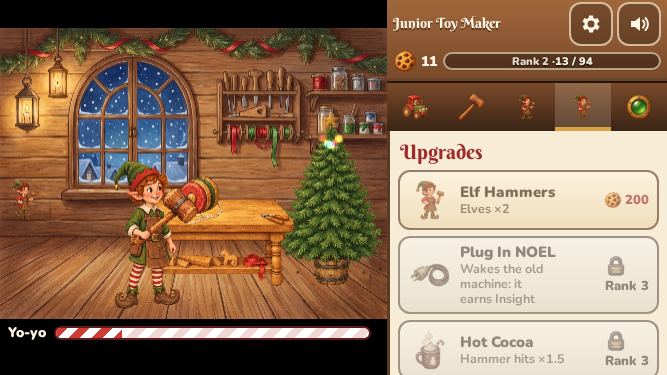 Junior Toy Maker
11
Rank 2 · 13 / 94
Upgrades
Elf Hammers
Elves ×2
200
Plug In NOEL
Wakes the old
machine: it
earns Insight
Rank 3
Hot Cocoa
Hammer hits ×1.5
Rank 3
Yo-yo